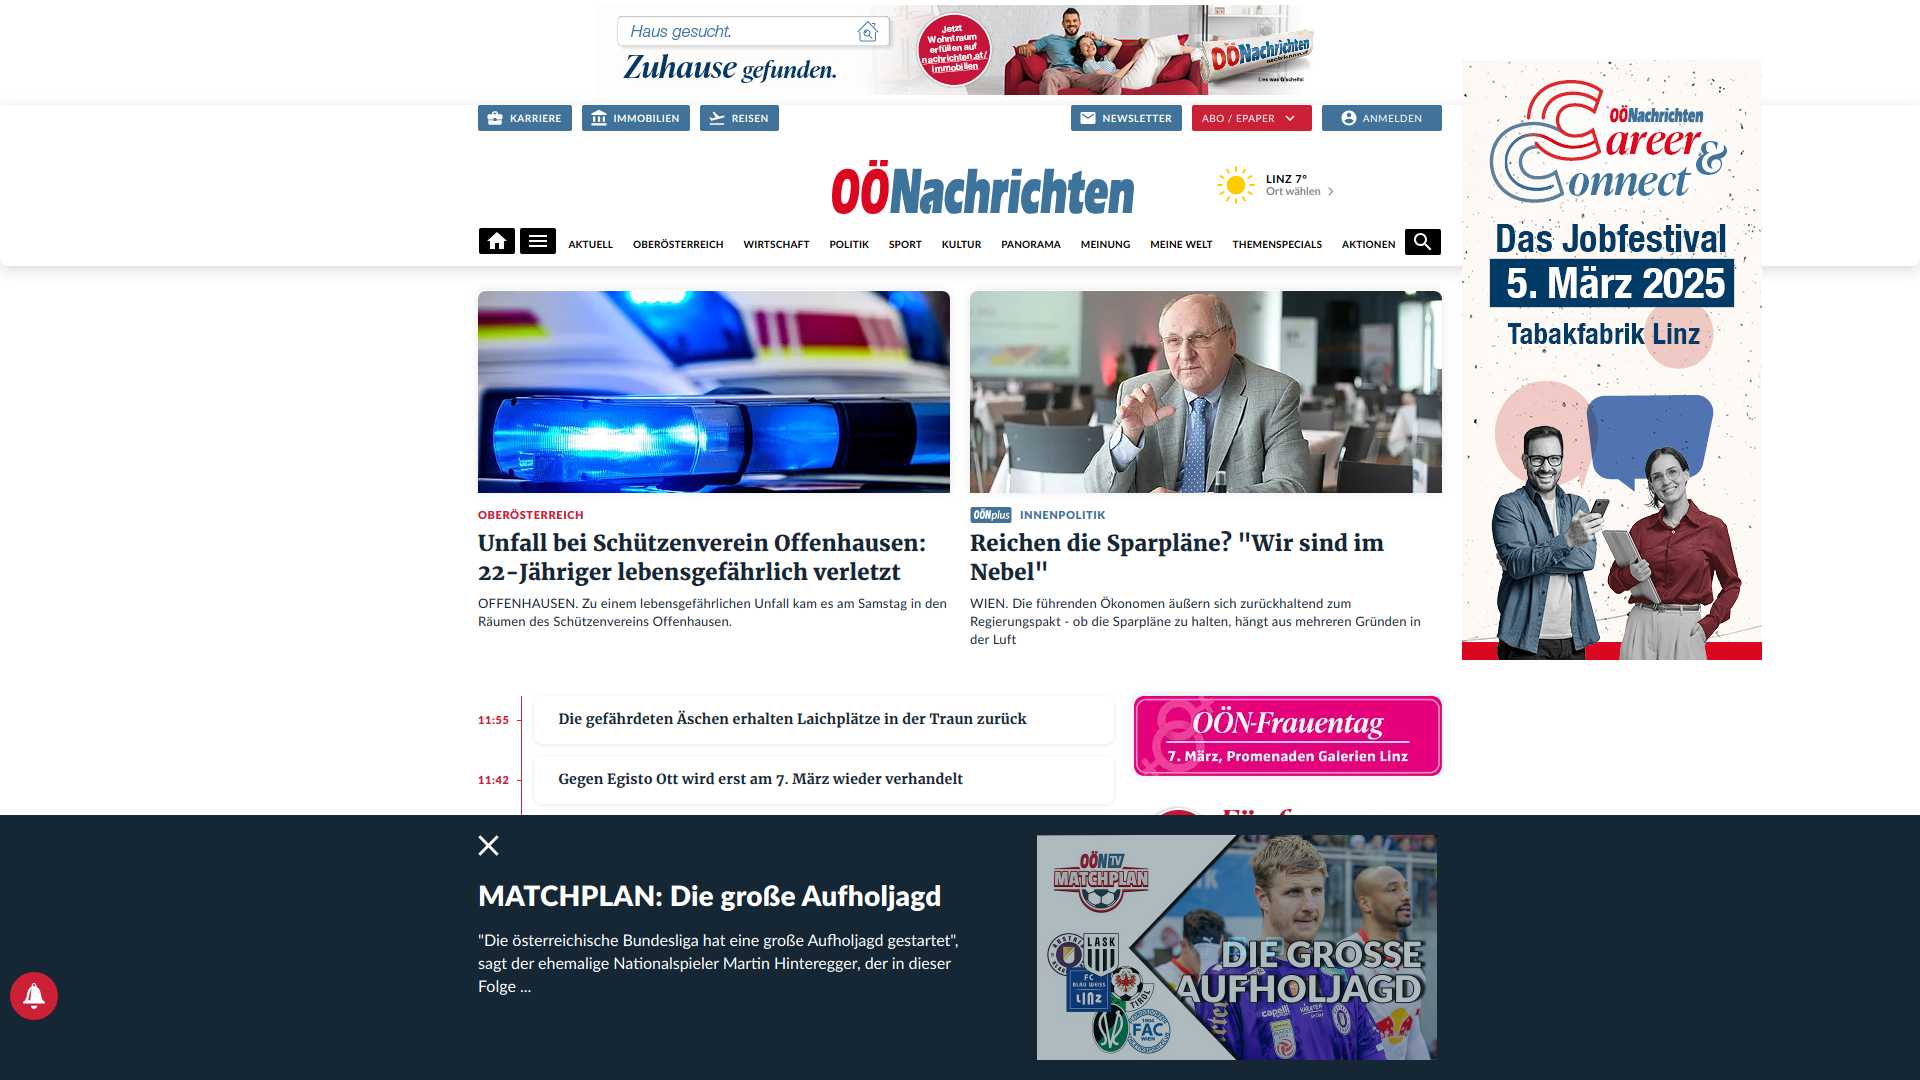 Haus gesucht.
Zuhause gefunden.
Jetzt
Wohntraum
erfüllen auf
nachrichten.at/
immobilien
OÖNachrichten
Lies was G'scheites!
KARRIERE
IMMOBILIEN
REISEN
NEWSLETTER
ABO / EPAPER
ANMELDEN
OÖNachrichten
LINZ 7°
Ort wählen
AKTUELL
OBERÖSTERREICH
WIRTSCHAFT
POLITIK
SPORT
KULTUR
PANORAMA
MEINUNG
MEINE WELT
THEMENSPECIALS
AKTIONEN
OÖNachrichten
Career &
Connect
Das Jobfestival
5. März 2025
Tabakfabrik Linz
OBERÖSTERREICH
Unfall bei Schützenverein Offenhausen:
22-Jähriger lebensgefährlich verletzt
OFFENHAUSEN. Zu einem lebensgefährlichen Unfall kam es am Samstag in den
Räumen des Schützenvereins Offenhausen.
OÖNplus INNENPOLITIK
Reichen die Sparpläne? "Wir sind im
Nebel"
WIEN. Die führenden Ökonomen äußern sich zurückhaltend zum
Regierungspakt - ob die Sparpläne zu halten, hängt aus mehreren Gründen in
der Luft
11:55 Die gefährdeten Äschen erhalten Laichplätze in der Traun zurück
11:42 Gegen Egisto Ott wird erst am 7. März wieder verhandelt
OÖN-Frauentag
7. März, Promenaden Galerien Linz
MATCHPLAN: Die große Aufholjagd
"Die österreichische Bundesliga hat eine große Aufholjagd gestartet",
sagt der ehemalige Nationalspieler Martin Hinteregger, der in dieser
Folge ...
OÖN TV
MATCHPLAN
LASK
FC
BLAU WEISS
LINZ
TIROL
SV
FAC
WIEN
DIE GROSSE
AUFHOLJAGD
capelli